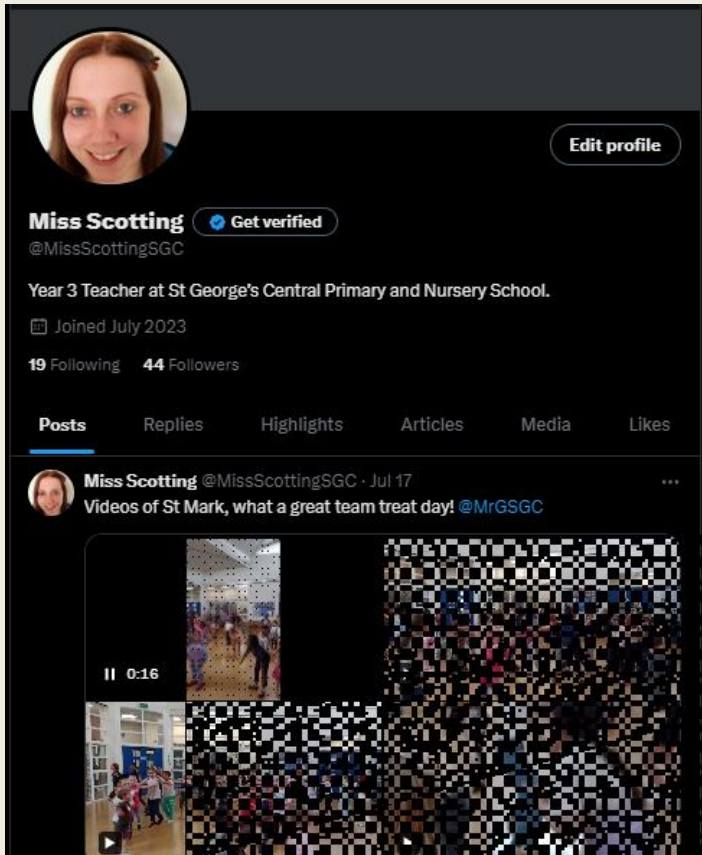 Edit profile
Miss Scotting Get verified
@MissScottingSGC
Year 3 Teacher at St George's Central Primary and Nursery School.
Joined July 2023
19 Following 44 Followers
Posts Replies Highlights Articles Media Likes
Miss Scotting @MissScottingSGC · Jul 17 ...
Videos of St Mark, what a great team treat day! @MrGSGC
0:16